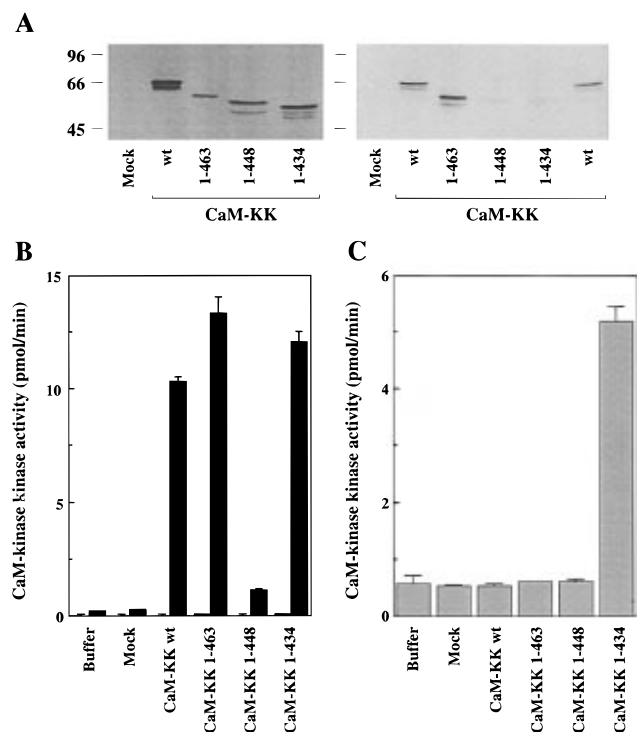 A
96
66
45
Mock
wt
1-463
1-448
1-434
CaM-KK
Mock
wt
1-463
1-448
1-434
wt
CaM-KK
B
CaM-kinase kinase activity (pmol/min)
15
10
5
0
Buffer
Mock
CaM-KK wt
CaM-KK 1-463
CaM-KK 1-448
CaM-KK 1-434
C
CaM-kinase kinase activity (pmol/min)
6
4
2
0
Buffer
Mock
CaM-KK wt
CaM-KK 1-463
CaM-KK 1-448
CaM-KK 1-434